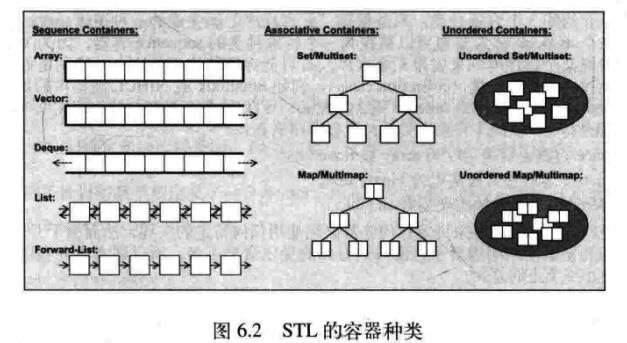 Sequence Containers:
Array:
Vector:
Deque:
List:
Forward-List:
Associative Containers:
Set/Multiset:
Map/Multimap:
Unordered Containers:
Unordered Set/Multiset:
Unordered Map/Multimap:
图 6.2 STL 的容器种类